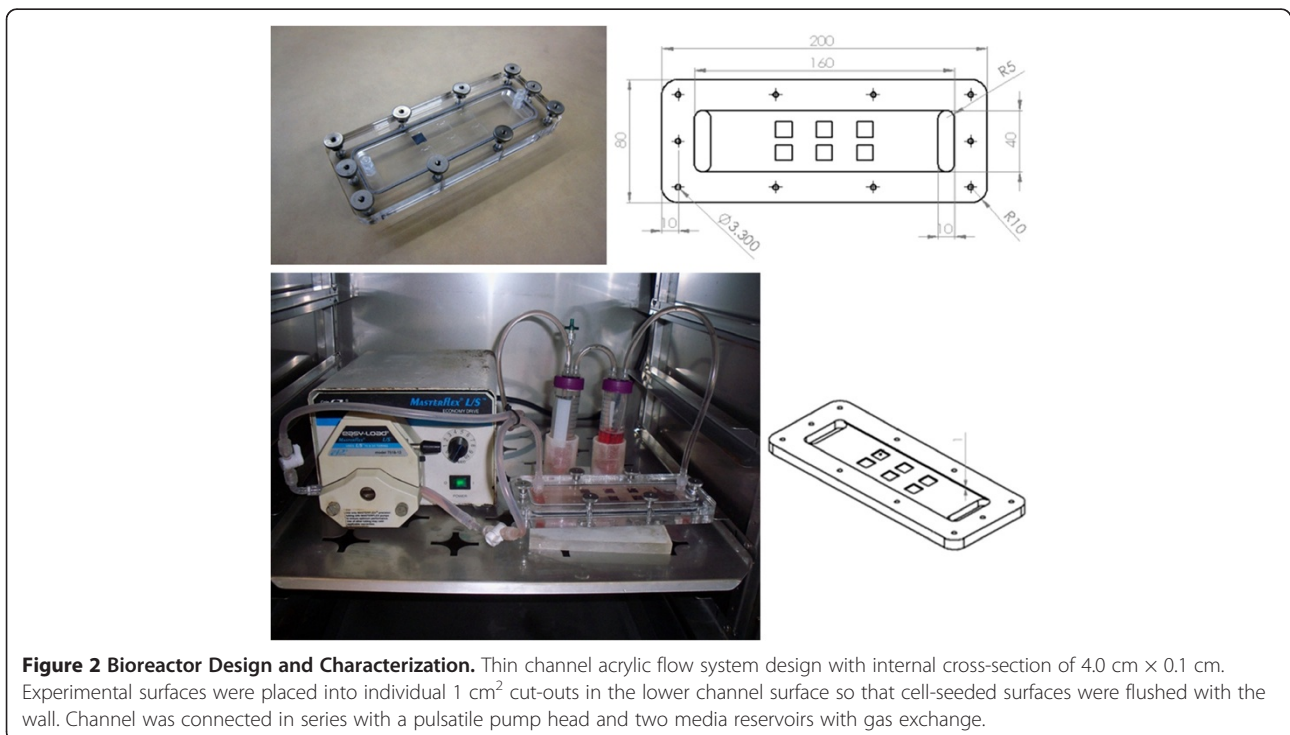 200
160
R5
80
40
10
Ø3,300
10
R10
MASTERFLEX® L/S™
ECONOMY DRIVE
EASY-LOAD®
MASTERFLEX®
POWER
1
Figure 2 Bioreactor Design and Characterization. Thin channel acrylic flow system design with internal cross-section of 4.0 cm × 0.1 cm.
Experimental surfaces were placed into individual 1 cm² cut-outs in the lower channel surface so that cell-seeded surfaces were flushed with the
wall. Channel was connected in series with a pulsatile pump head and two media reservoirs with gas exchange.